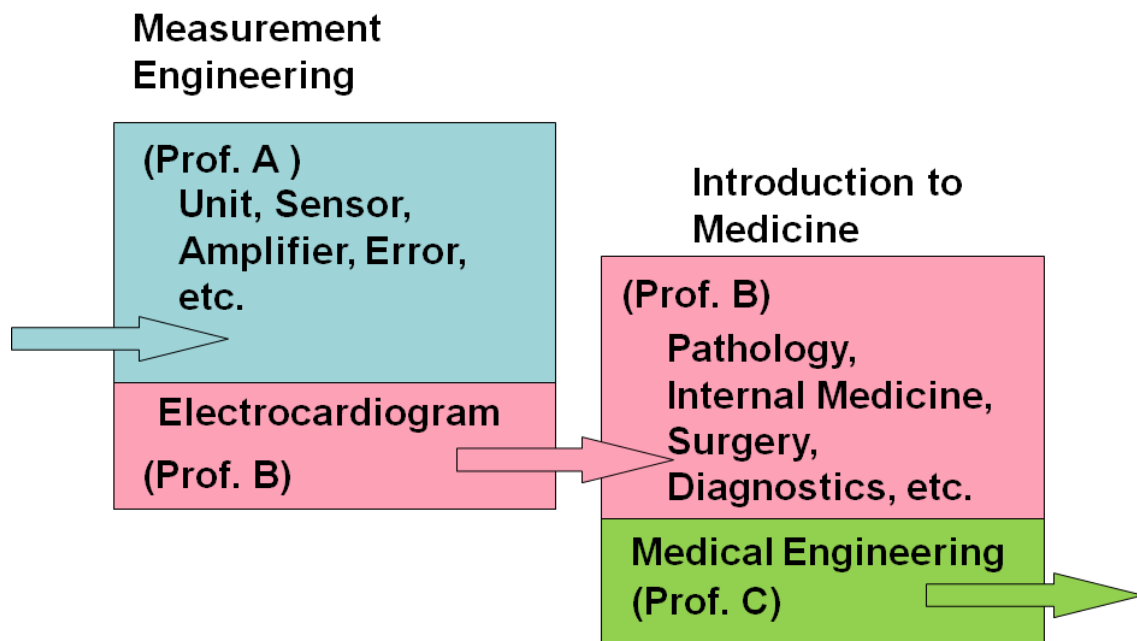 Measurement
Engineering
(Prof. A )
Unit, Sensor,
Amplifier, Error,
etc.
Electrocardiogram
(Prof. B)
Introduction to
Medicine
(Prof. B)
Pathology,
Internal Medicine,
Surgery,
Diagnostics, etc.
Medical Engineering
(Prof. C)